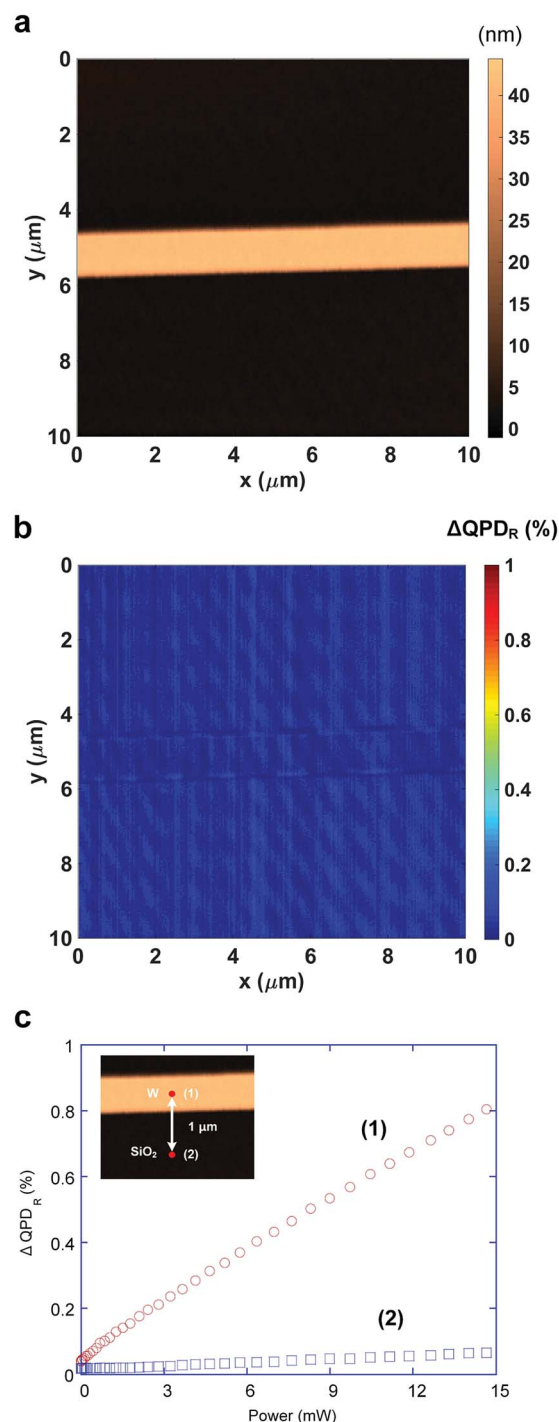 a
(nm)
0
2
4
6
8
10
y (μm)
0 2 4 6 8 10
x (μm)
40
35
30
25
20
15
10
5
0
b
ΔQPD_R (%)
0
2
4
6
8
10
y (μm)
0 2 4 6 8 10
x (μm)
1
0.8
0.6
0.4
0.2
0
c
1
0.8
0.6
0.4
0.2
0
Δ QPD_R (%)
W (1)
1 μm
SiO₂ (2)
(1)
(2)
0 3 6 9 12 15
Power (mW)